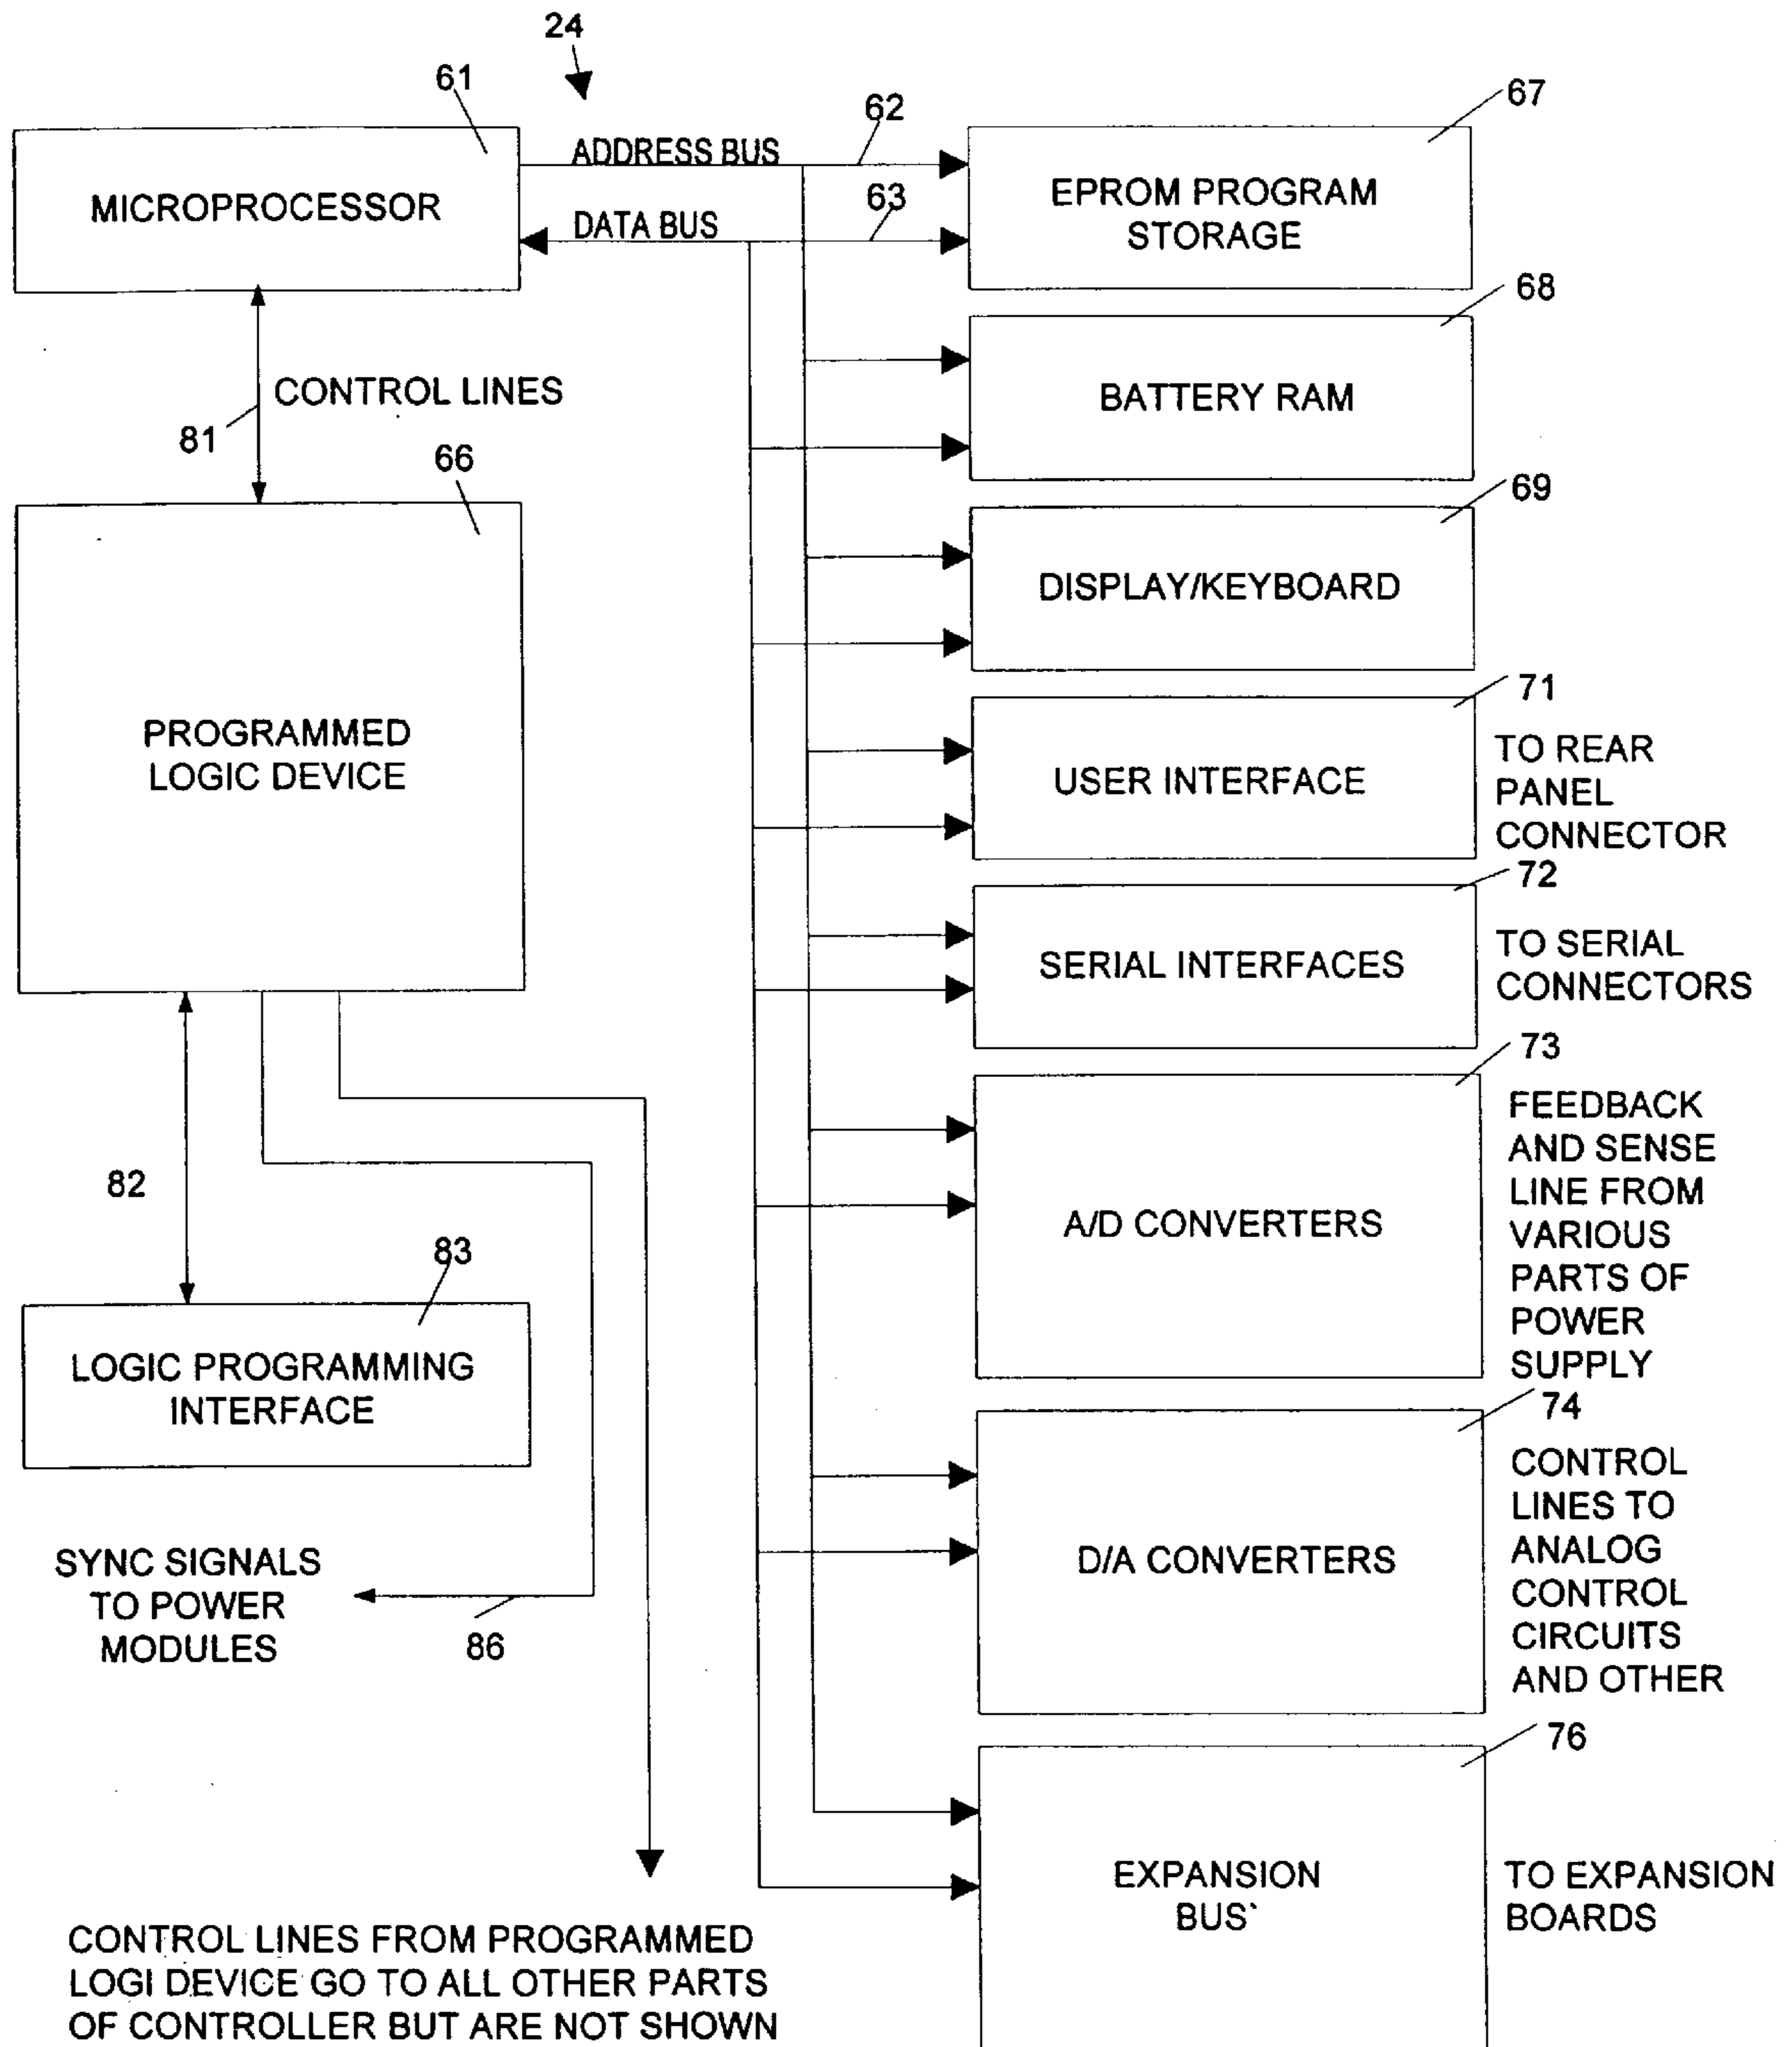 24
61
MICROPROCESSOR
ADDRESS BUS
62
DATA BUS
63
67
EPROM PROGRAM
STORAGE
68
BATTERY RAM
CONTROL LINES
81
66
PROGRAMMED
LOGIC DEVICE
69
DISPLAY/KEYBOARD
71
USER INTERFACE
TO REAR
PANEL
CONNECTOR
72
SERIAL INTERFACES
TO SERIAL
CONNECTORS
73
A/D CONVERTERS
FEEDBACK
AND SENSE
LINE FROM
VARIOUS
PARTS OF
POWER
SUPPLY
82
83
LOGIC PROGRAMMING
INTERFACE
74
D/A CONVERTERS
CONTROL
LINES TO
ANALOG
CONTROL
CIRCUITS
AND OTHER
SYNC SIGNALS
TO POWER
MODULES
86
76
EXPANSION
BUS`
TO EXPANSION
BOARDS
CONTROL LINES FROM PROGRAMMED
LOGI DEVICE GO TO ALL OTHER PARTS
OF CONTROLLER BUT ARE NOT SHOWN